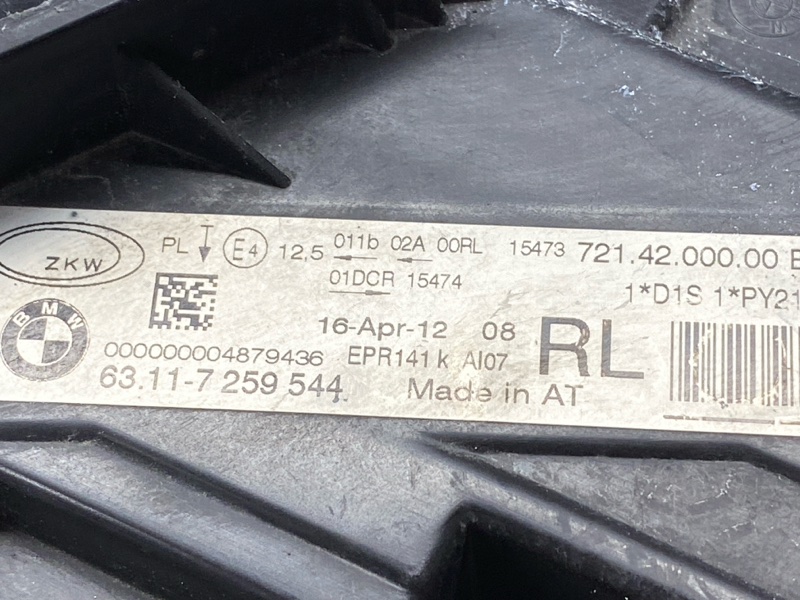 ZKW
PL E4 12,5 011b 02A 00RL 15473 721.42.000.00
01DCR 15474 1*D1S 1*PY21
BMW
16-Apr-12 08 RL
000000004879436 EPR141 k AI07
63.11-7 259 544 Made in AT